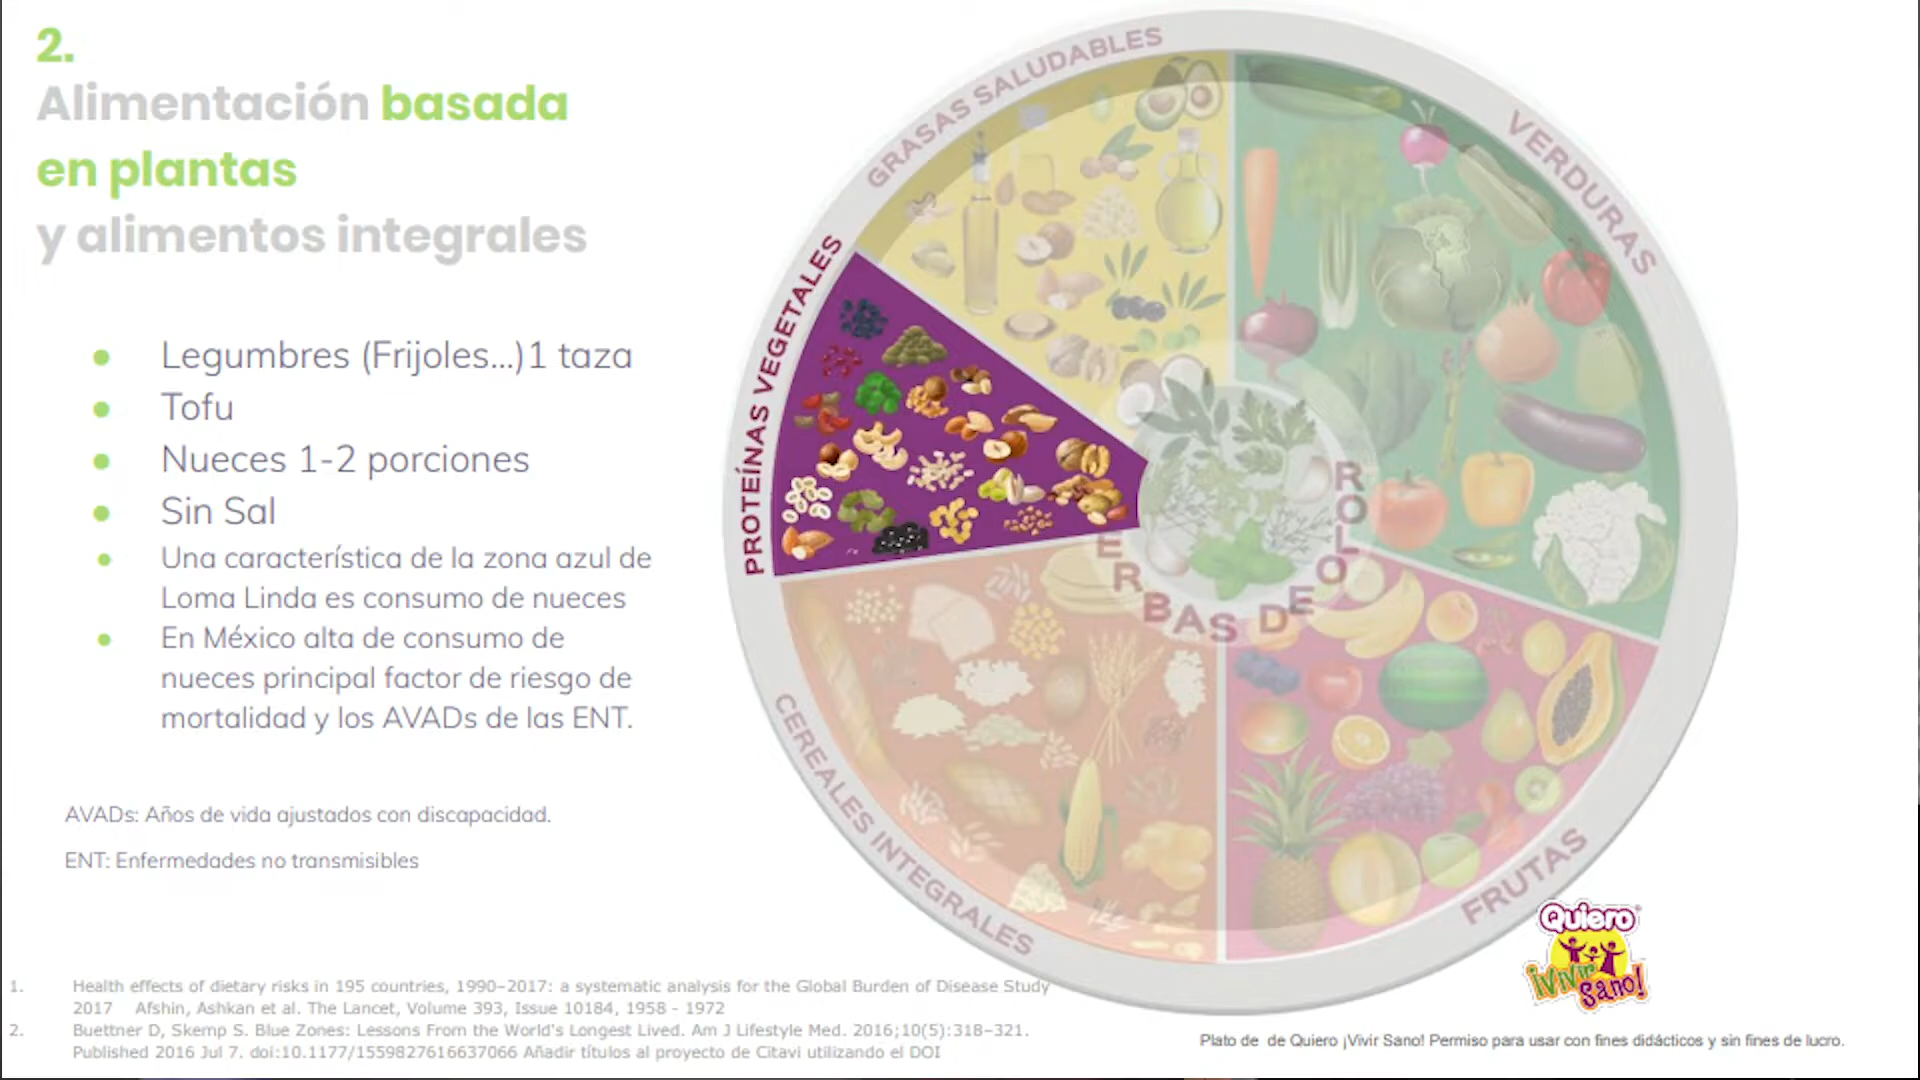 2.
Alimentación basada
en plantas
y alimentos integrales
Legumbres (Frijoles...)1 taza
Tofu
Nueces 1-2 porciones
Sin Sal
Una característica de la zona azul de
Loma Linda es consumo de nueces
En México alta de consumo de
nueces principal factor de riesgo de
mortalidad y los AVADs de las ENT.
AVADs: Años de vida ajustados con discapacidad.
ENT: Enfermedades no transmisibles
GRASAS SALUDABLES
VERDURAS
PROTEÍNAS VEGETALES
CEREALES INTEGRALES
FRUTAS
ERBAS DE
ROLO
Quiero
¡Vivir
Sano!
1. Health effects of dietary risks in 195 countries, 1990–2017: a systematic analysis for the Global Burden of Disease Study
2017 Afshin, Ashkan et al. The Lancet, Volume 393, Issue 10184, 1958 - 1972
2. Buettner D, Skemp S. Blue Zones: Lessons From the World's Longest Lived. Am J Lifestyle Med. 2016;10(5):318–321.
Published 2016 Jul 7. doi:10.1177/1559827616637066 Añadir títulos al proyecto de Citavi utilizando el DOI
Plato de de Quiero ¡Vivir Sano! Permiso para usar con fines didácticos y sin fines de lucro.